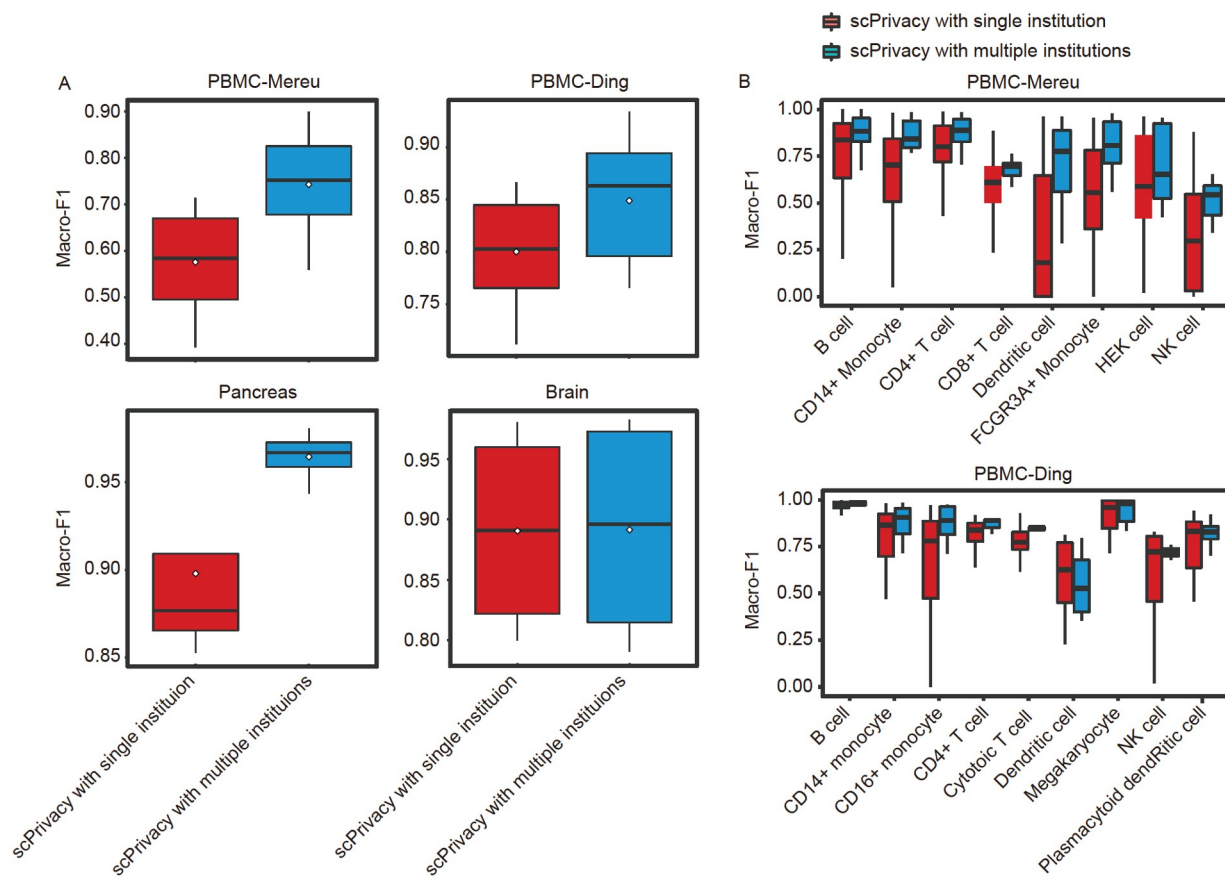 scPrivacy with single institution
scPrivacy with multiple institutions
A
PBMC-Mereu
PBMC-Ding
B
PBMC-Mereu
Macro-F1
0.90
0.80
0.70
0.60
0.50
0.40
0.90
0.85
0.80
0.75
Macro-F1
1.00
0.75
0.50
0.25
0.00
B cell
CD14+ Monocyte
CD4+ T cell
CD8+ T cell
Dendritic cell
FCGR3A+ Monocyte
HEK cell
NK cell
Pancreas
Brain
Macro-F1
0.95
0.90
0.85
0.95
0.90
0.85
0.80
scPrivacy with single instituion
scPrivacy with multiple instituions
scPrivacy with single instituion
scPrivacy with multiple instituions
PBMC-Ding
Macro-F1
1.00
0.75
0.50
0.25
0.00
B cell
CD14+ monocyte
CD16+ monocyte
CD4+ T cell
Cytotoic T cell
Dendritic cell
Megakaryocyte
NK cell
Plasmacytoid dendRitic cell